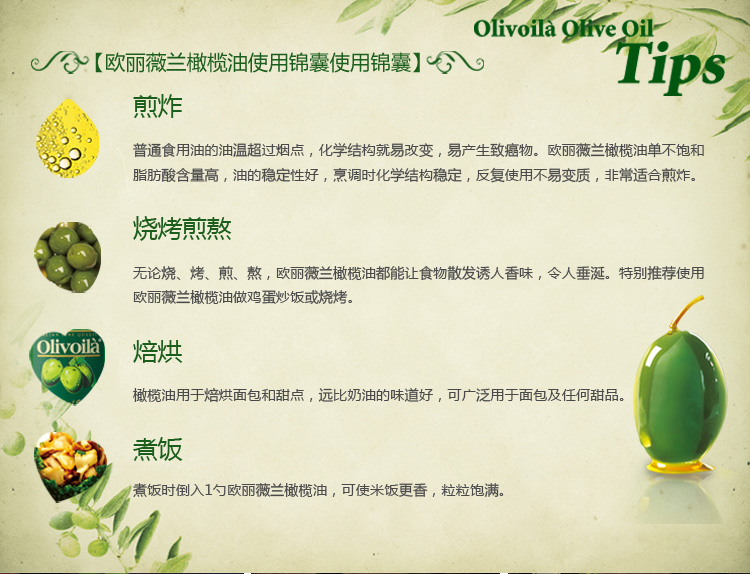 Olivoilà Olive Oil
Tips
【欧丽薇兰橄榄油使用锦囊使用锦囊】
煎炸
普通食用油的油温超过烟点，化学结构就易改变，易产生致癌物。欧丽薇兰橄榄油单不饱和
脂肪酸含量高，油的稳定性好，烹调时化学结构稳定，反复使用不易变质，非常适合煎炸。
烧烤煎熬
无论烧、烤、煎、熬，欧丽薇兰橄榄油都能让食物散发诱人香味，令人垂涎。特别推荐使用
欧丽薇兰橄榄油做鸡蛋炒饭或烧烤。
Olivoilà
焙烘
橄榄油用于焙烘面包和甜点，远比奶油的味道好，可广泛用于面包及任何甜品。
煮饭
煮饭时倒入1勺欧丽薇兰橄榄油，可使米饭更香，粒粒饱满。